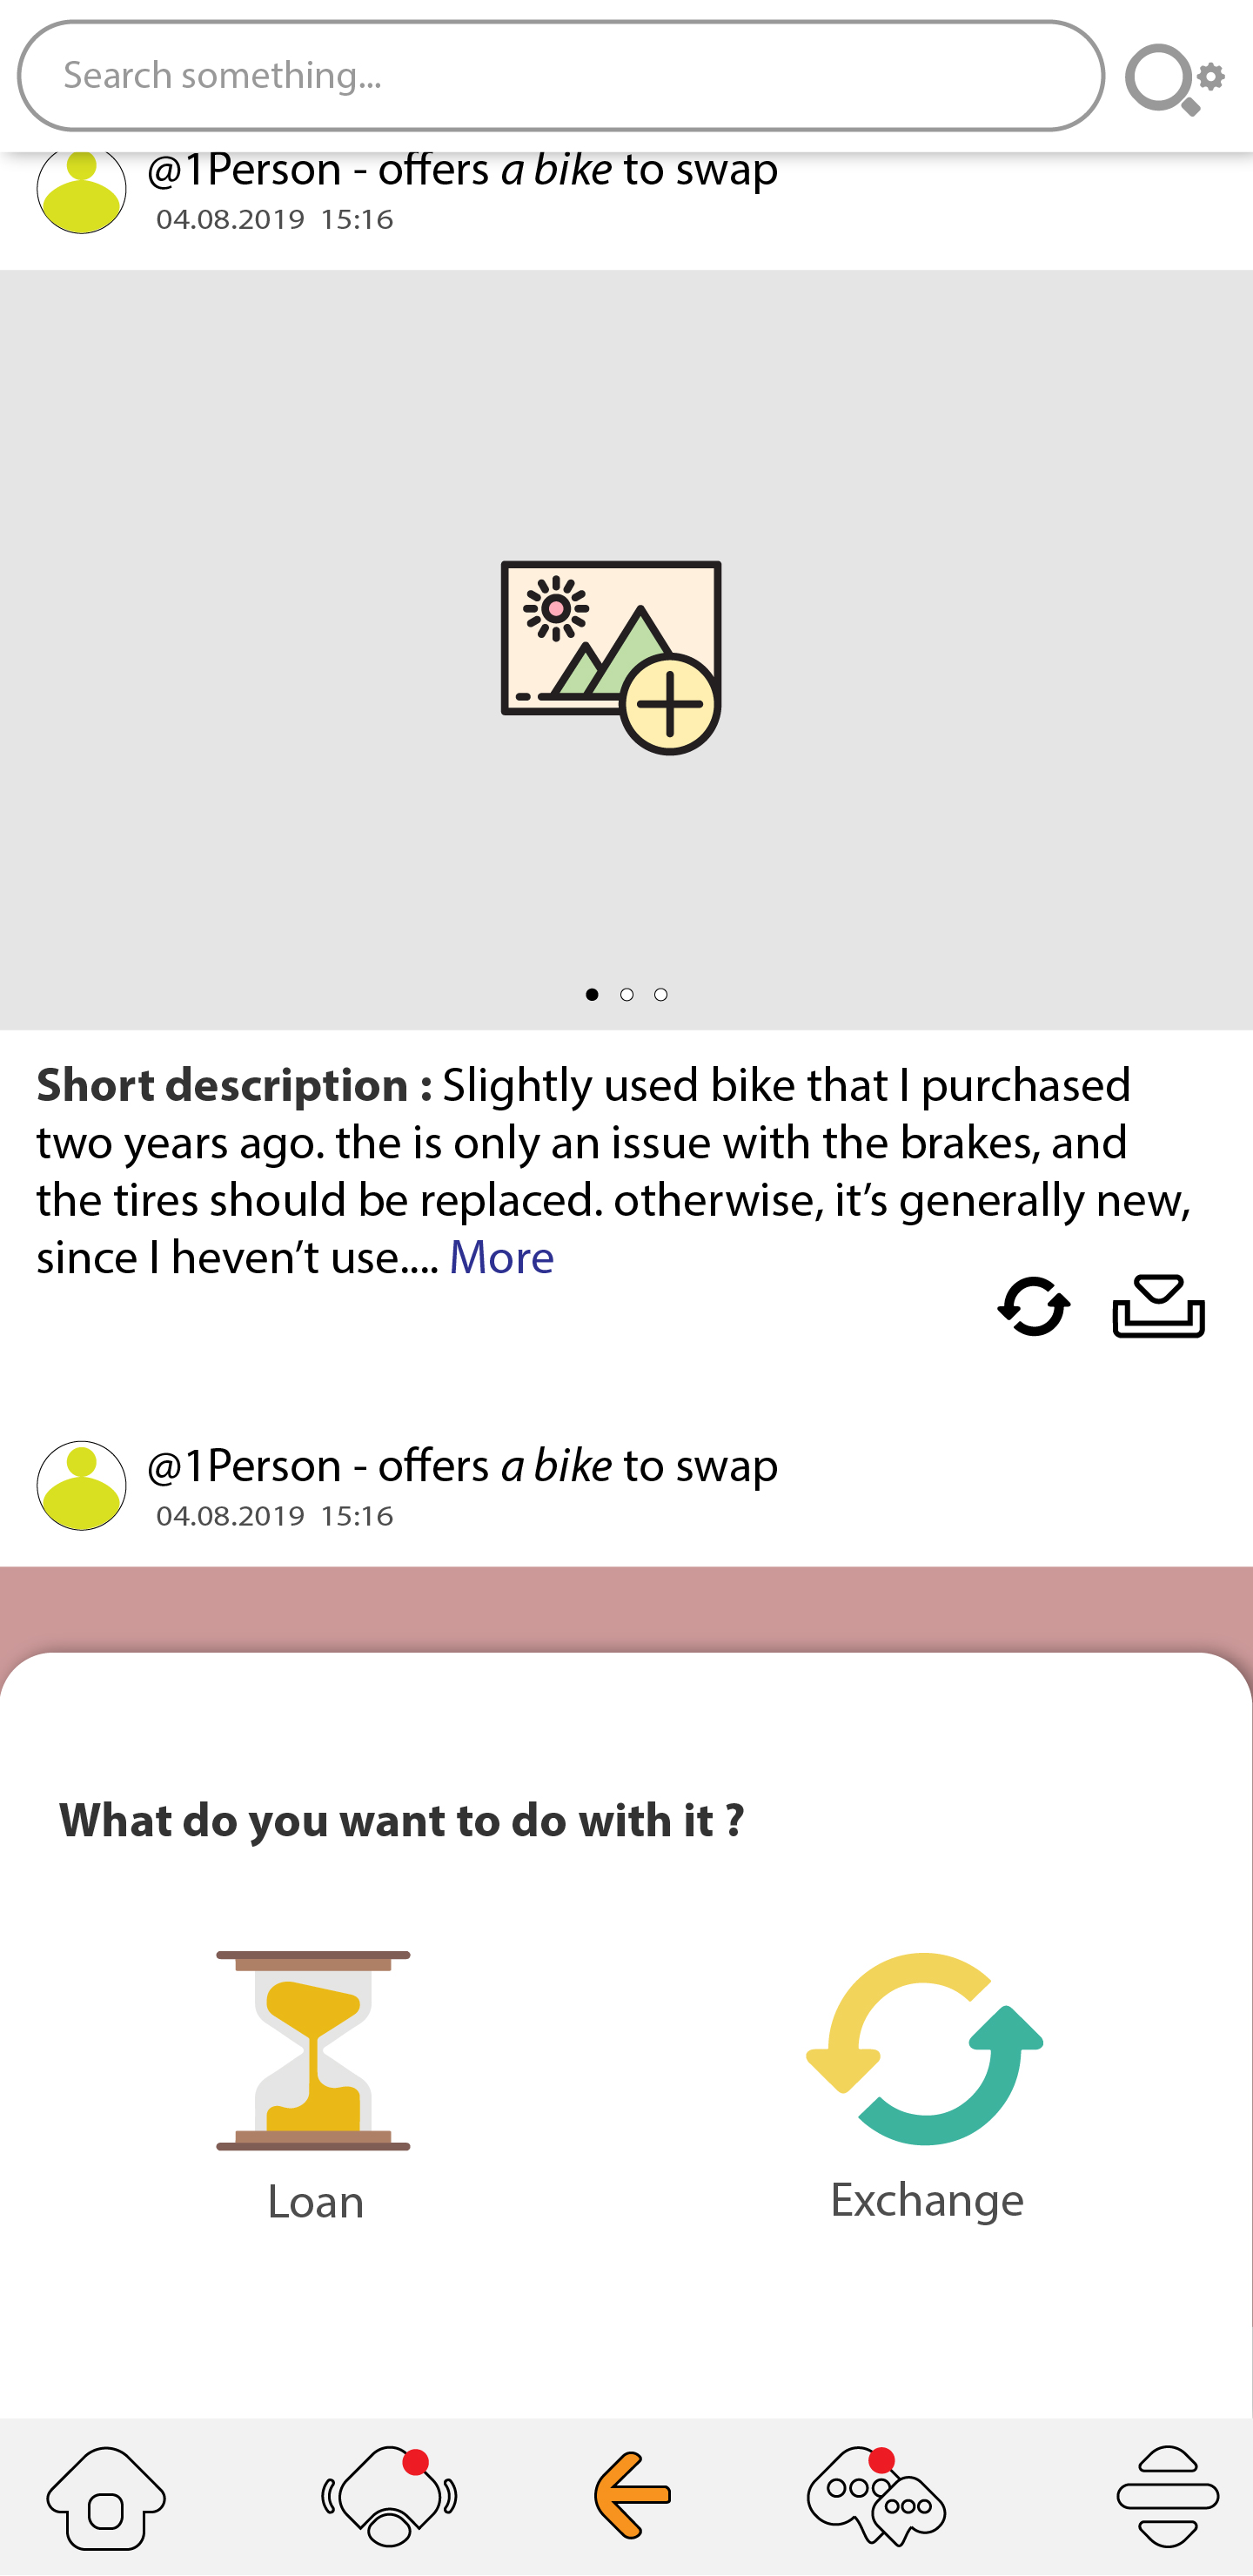 Search something...
@1Person - offers a bike to swap
04.08.2019 15:16
Short description : Slightly used bike that I purchased
two years ago. the is only an issue with the brakes, and
the tires should be replaced. otherwise, it’s generally new,
since I heven’t use.... More
@1Person - offers a bike to swap
04.08.2019 15:16
What do you want to do with it ?
Loan
Exchange